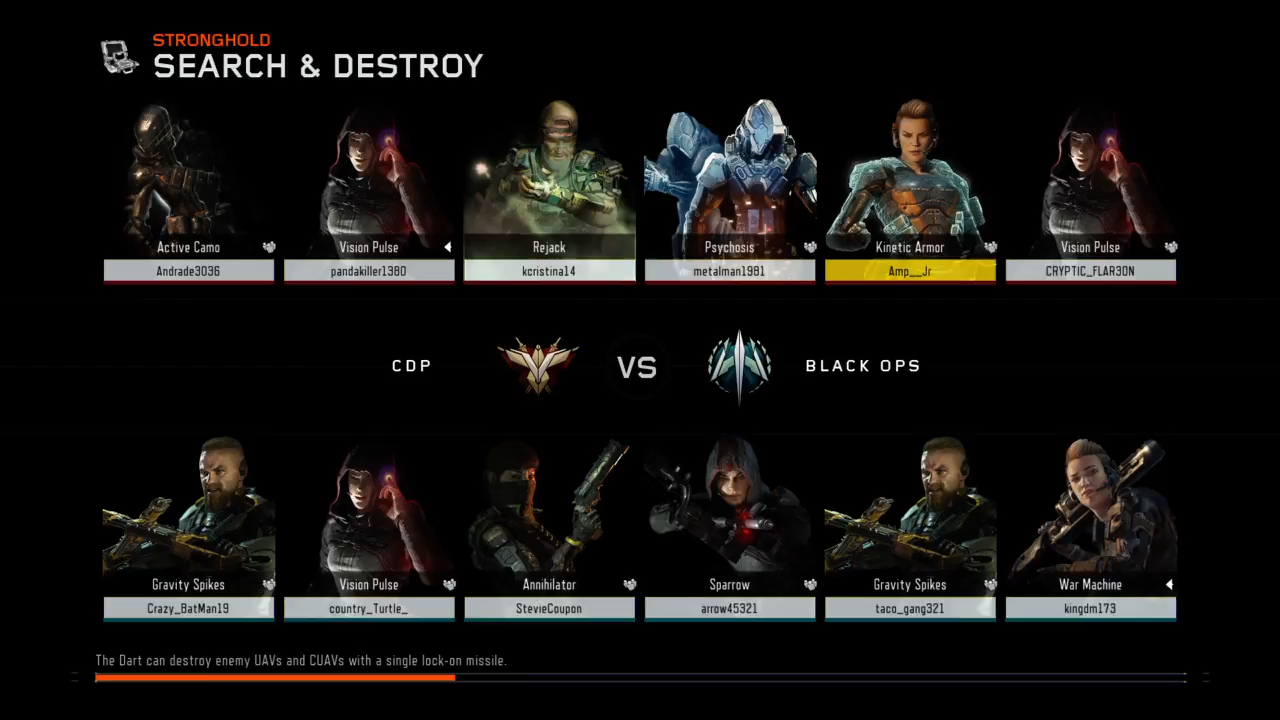 STRONGHOLD
SEARCH & DESTROY
Active Camo
Vision Pulse
Rejack
Psychosis
Kinetic Armor
Vision Pulse
Andrade3036
pandakiller1380
kcristina14
metalman1981
Amp__Jr
CRYPTIC_FLAR3ON
CDP
VS
BLACK OPS
Gravity Spikes
Vision Pulse
Annihilator
Sparrow
Gravity Spikes
War Machine
Crazy_BatMan19
country_Turtle_
StevieCoupon
arrow45321
taco_gang321
kingdm173
The Dart can destroy enemy UAVs and CUAVs with a single lock-on missile.